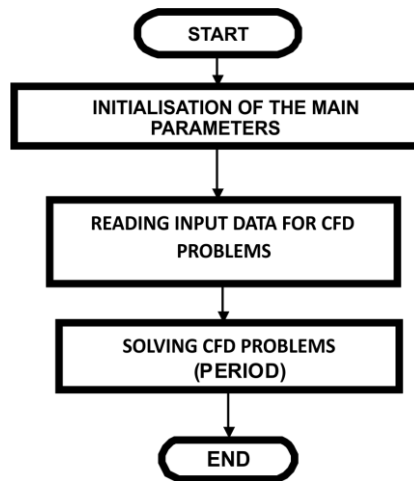 START
INITIALISATION OF THE MAIN
PARAMETERS
READING INPUT DATA FOR CFD
PROBLEMS
SOLVING CFD PROBLEMS
(PERIOD)
END